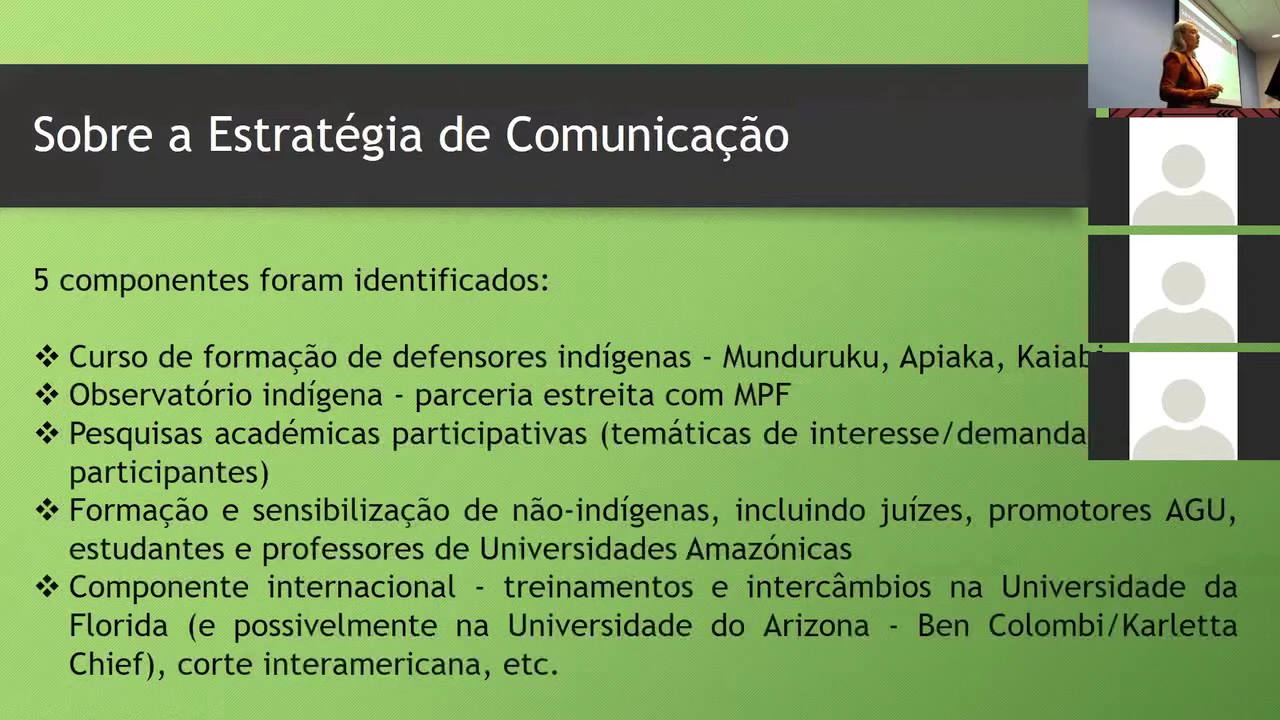 Sobre a Estratégia de Comunicação
5 componentes foram identificados:
❖ Curso de formação de defensores indígenas - Munduruku, Apiaka, Kaiabi
❖ Observatório indígena - parceria estreita com MPF
❖ Pesquisas académicas participativas (temáticas de interesse/demanda
participantes)
❖ Formação e sensibilização de não-indígenas, incluindo juízes, promotores AGU,
estudantes e professores de Universidades Amazónicas
❖ Componente internacional - treinamentos e intercâmbios na Universidade da
Florida (e possivelmente na Universidade do Arizona - Ben Colombi/Karletta
Chief), corte interamericana, etc.